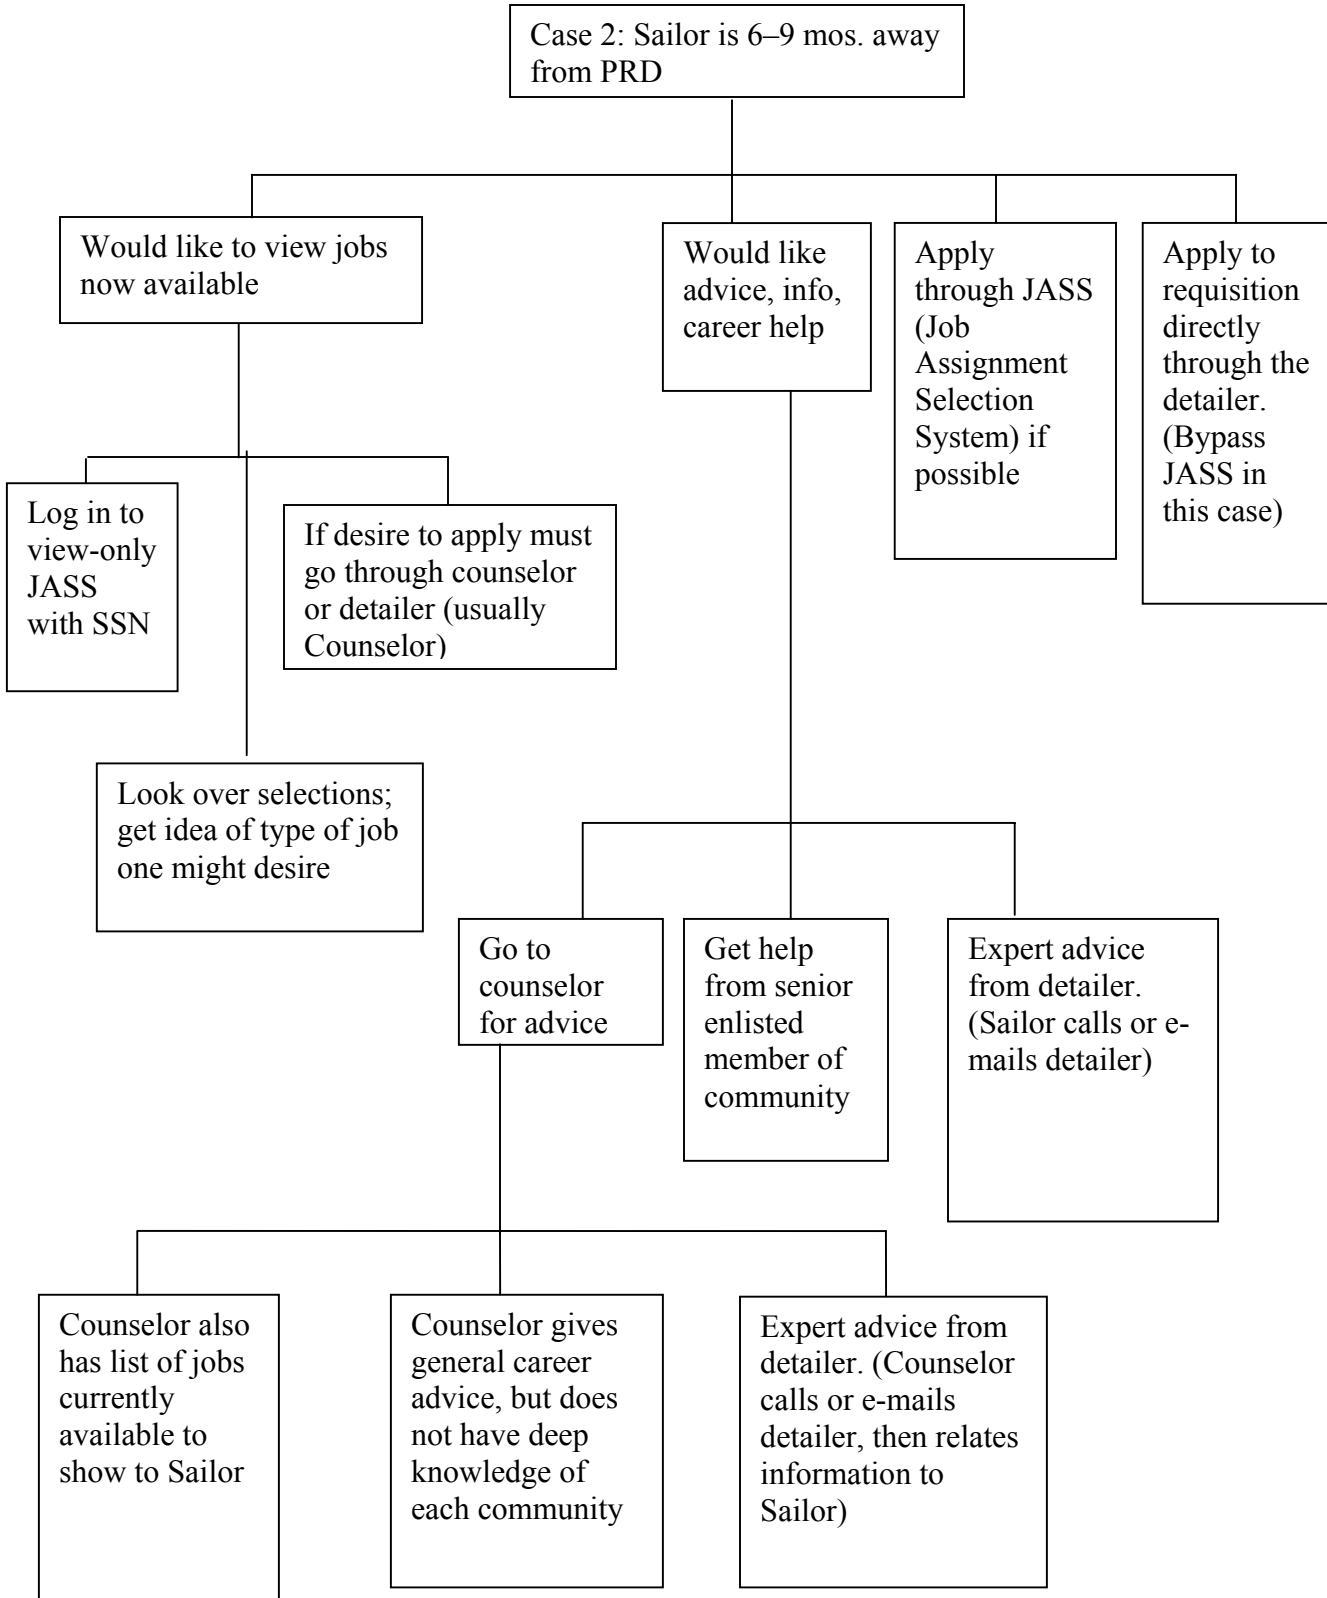 Case 2: Sailor is 6–9 mos. away
from PRD
Would like to view jobs
now available
Would like
advice, info,
career help
Apply
through JASS
(Job
Assignment
Selection
System) if
possible
Apply to
requisition
directly
through the
detailer.
(Bypass
JASS in
this case)
Log in to
view-only
JASS
with SSN
If desire to apply must
go through counselor
or detailer (usually
Counselor)
Look over selections;
get idea of type of job
one might desire
Go to
counselor
for advice
Get help
from senior
enlisted
member of
community
Expert advice
from detailer.
(Sailor calls or e-
mails detailer)
Counselor also
has list of jobs
currently
available to
show to Sailor
Counselor gives
general career
advice, but does
not have deep
knowledge of
each community
Expert advice from
detailer. (Counselor
calls or e-mails
detailer, then relates
information to
Sailor)